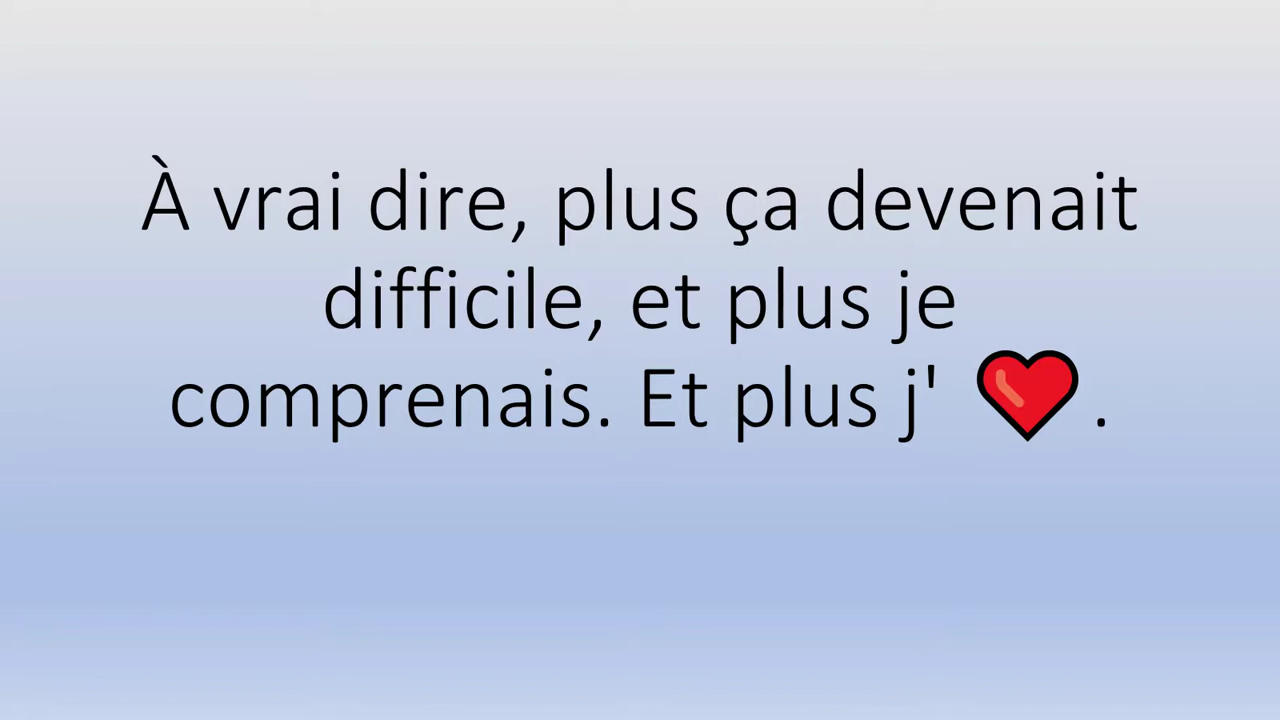 À vrai dire, plus ça devenait
difficile, et plus je
comprenais. Et plus j' ❤️.